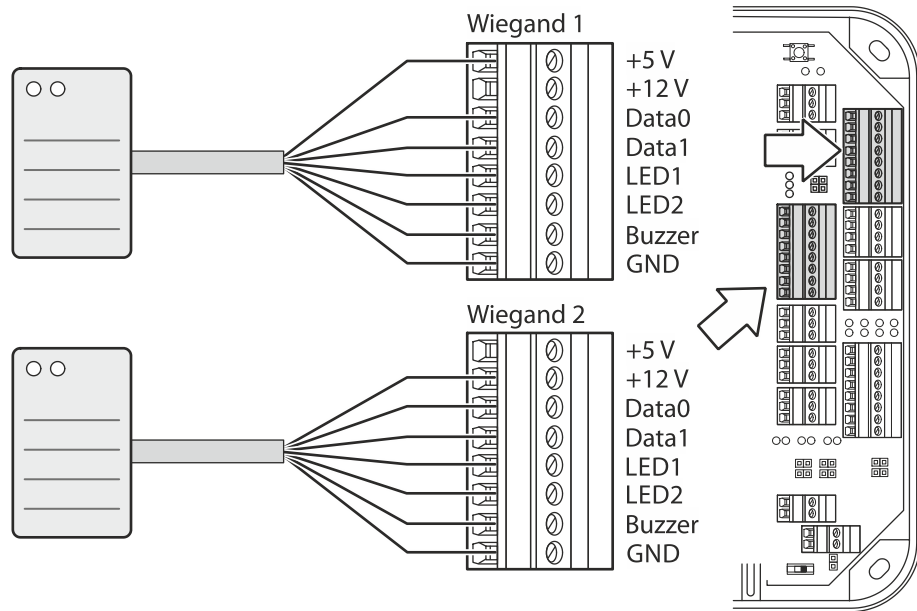 Wiegand 1
+5 V
+12 V
Data0
Data1
LED1
LED2
Buzzer
GND
Wiegand 2
+5 V
+12 V
Data0
Data1
LED1
LED2
Buzzer
GND